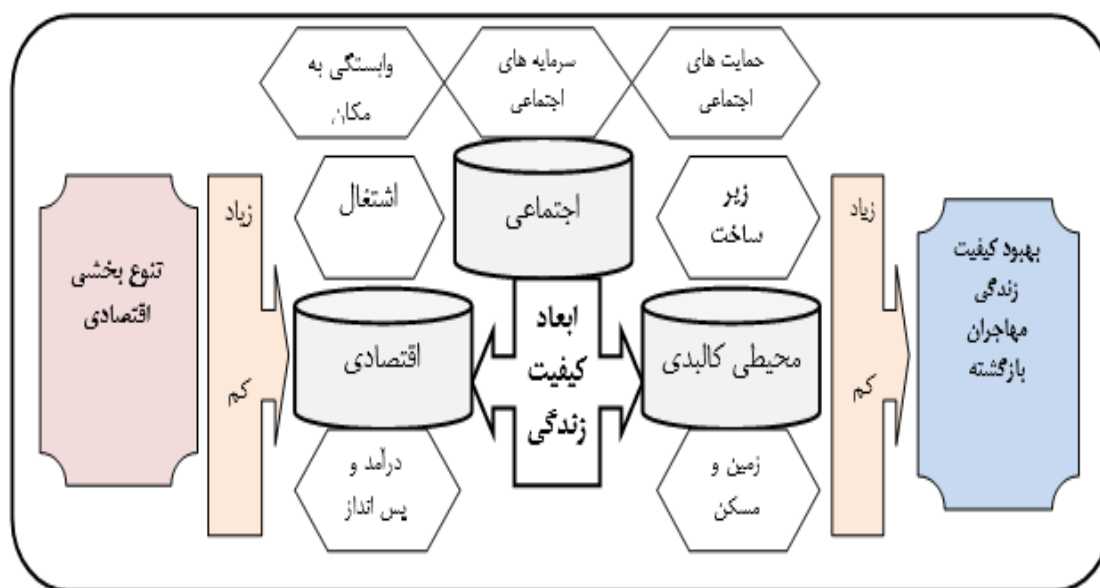 حمایت های
اجتماعی
سرمایه های
اجتماعی
وابستگی به
مکان
زیر
ساخت
اجتماعی
اشتغال
بهبود کیفیت
زندگی
مهاجران
بازگشته
زیاد
کم
محیطی کالبدی
ابعاد
کیفیت
زندگی
اقتصادی
زیاد
کم
تنوع بخشی
اقتصادی
زمین و
مسکن
درآمد و
پس انداز